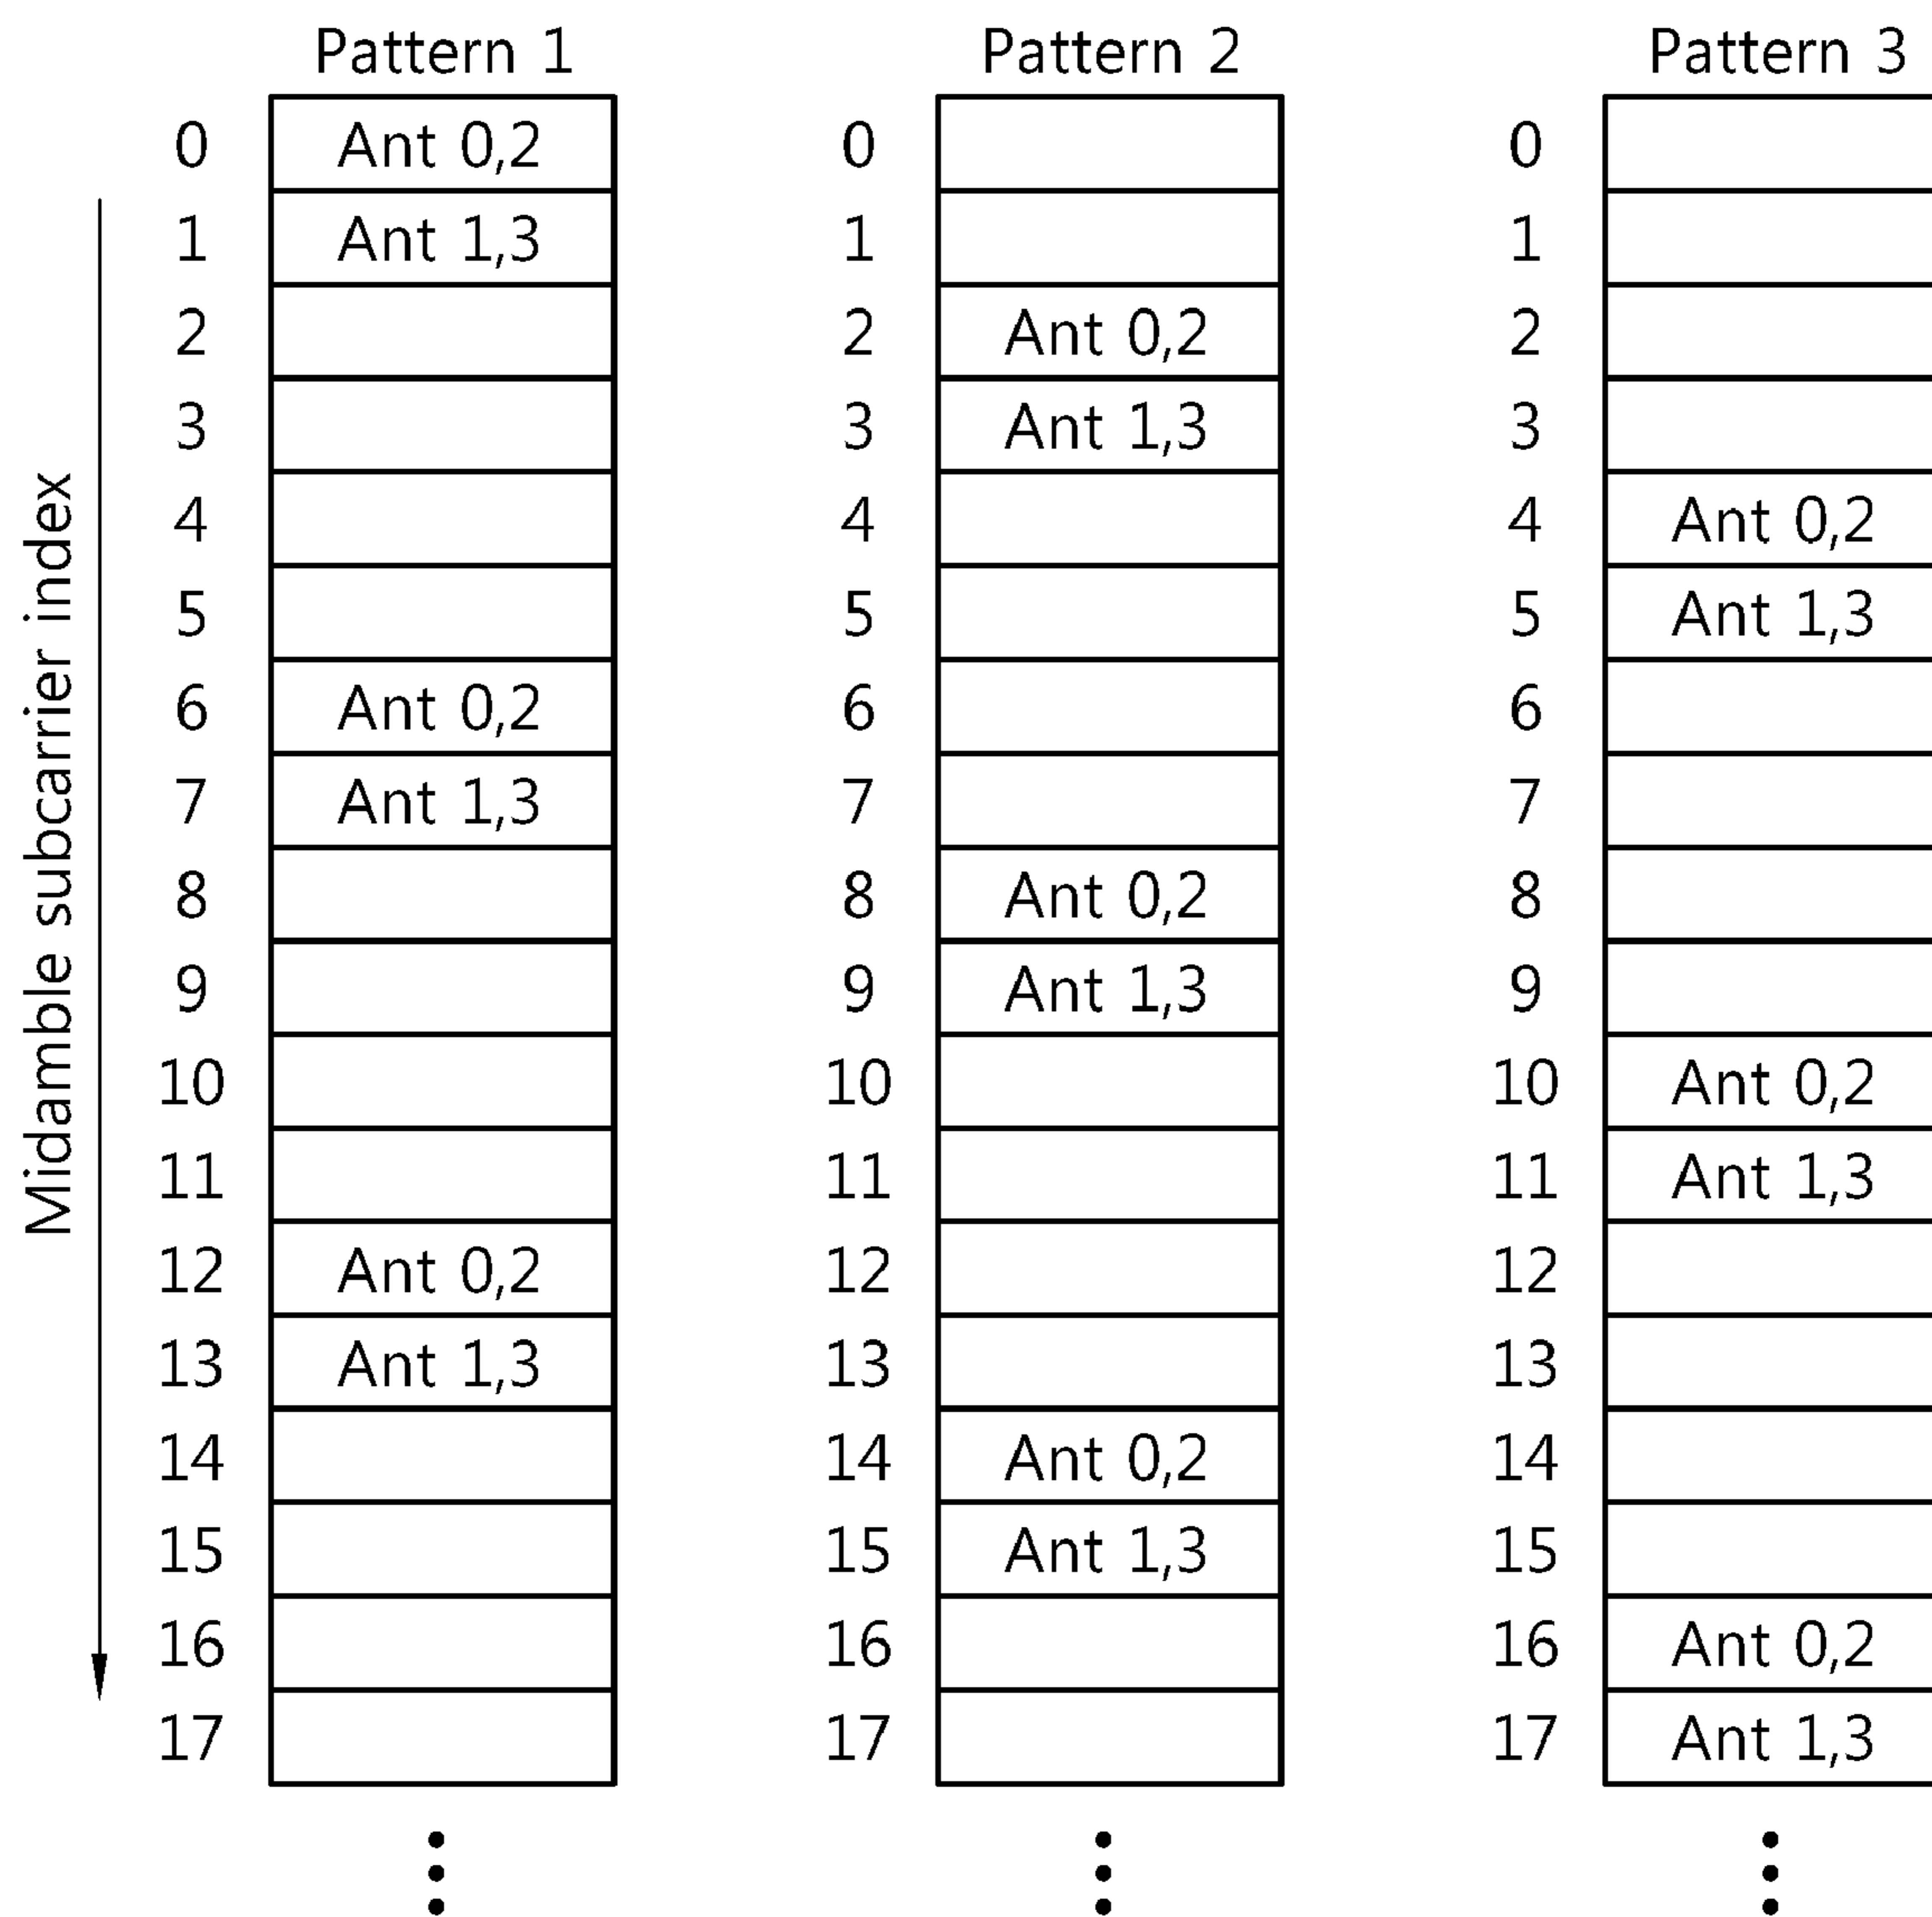 Pattern 1 Pattern 2 Pattern 3
Midamble subcarrier index
0 Ant 0,2 0 0
1 Ant 1,3 1 1
2 2 Ant 0,2 2
3 3 Ant 1,3 3
4 4 4 Ant 0,2
5 5 5 Ant 1,3
6 Ant 0,2 6 6
7 Ant 1,3 7 7
8 8 Ant 0,2 8
9 9 Ant 1,3 9
10 10 10 Ant 0,2
11 11 11 Ant 1,3
12 Ant 0,2 12 12
13 Ant 1,3 13 13
14 14 Ant 0,2 14
15 15 Ant 1,3 15
16 16 16 Ant 0,2
17 17 17 Ant 1,3